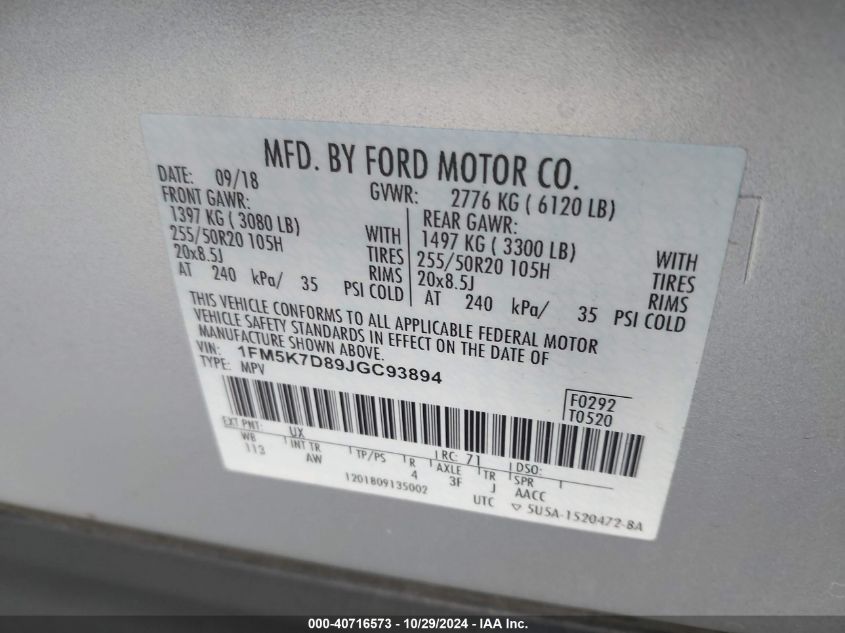 MFD. BY FORD MOTOR CO.
DATE: 09/18 GVWR: 2776 KG ( 6120 LB)
FRONT GAWR: REAR GAWR:
1397 KG ( 3080 LB) WITH 1497 KG ( 3300 LB) WITH
255/50R20 105H TIRES 255/50R20 105H TIRES
20x8.5J RIMS 20x8.5J RIMS
AT 240 kPa/ 35 PSI COLD AT 240 kPa/ 35 PSI COLD
THIS VEHICLE CONFORMS TO ALL APPLICABLE FEDERAL MOTOR
VEHICLE SAFETY STANDARDS IN EFFECT ON THE DATE OF
MANUFACTURE SHOWN ABOVE.
VIN: 1FM5K7D89JGC93894
TYPE: MPV
F0292
T0520
EXT PNT: UX RC: 71 DSO:
WB INT TR TP/PS R AXLE TR SPR
113 AW 4 3F J AACC
1201809135002 UTC ▽ 5U5A-1520472-BA
000-40716573 - 10/29/2024 - IAA Inc.